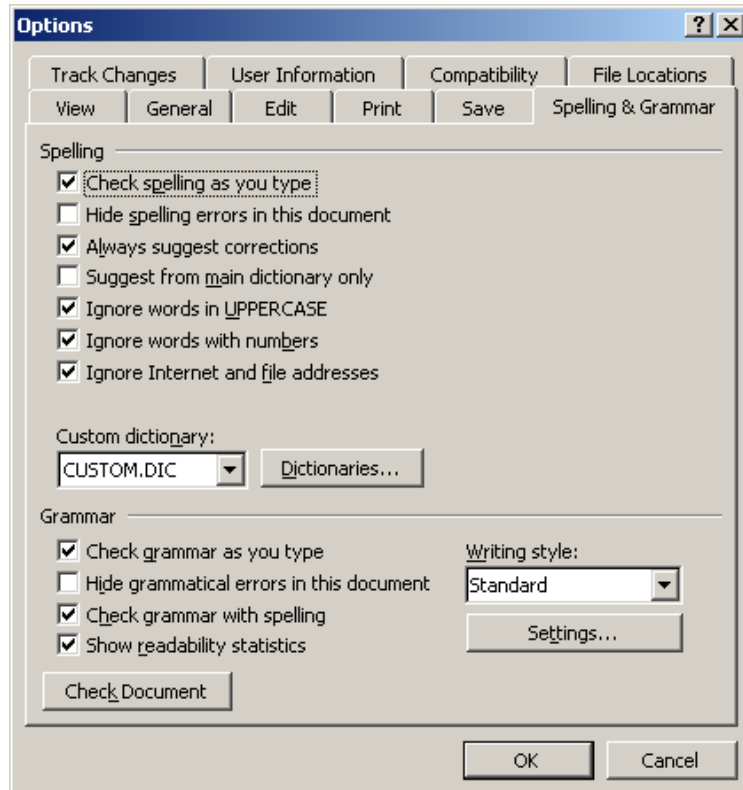 Options
Track Changes User Information Compatibility File Locations
View General Edit Print Save Spelling & Grammar
Spelling
Check spelling as you type
Hide spelling errors in this document
Always suggest corrections
Suggest from main dictionary only
Ignore words in UPPERCASE
Ignore words with numbers
Ignore Internet and file addresses
Custom dictionary:
CUSTOM.DIC Dictionaries...
Grammar
Check grammar as you type Writing style:
Hide grammatical errors in this document Standard
Check grammar with spelling
Show readability statistics Settings...
Check Document
OK Cancel